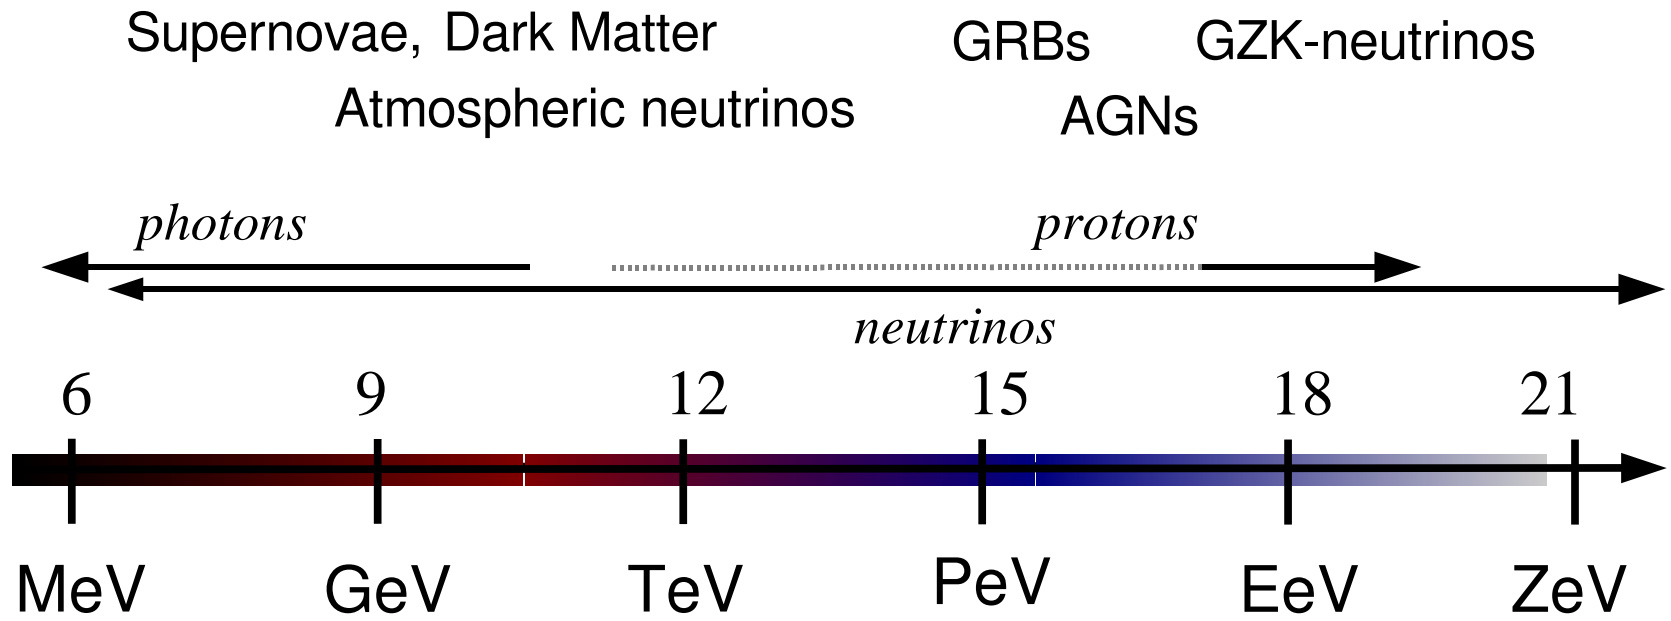 Supernovae, Dark Matter GRBs GZK-neutrinos
Atmospheric neutrinos AGNs
photons protons
neutrinos
6 9 12 15 18 21
MeV GeV TeV PeV EeV ZeV